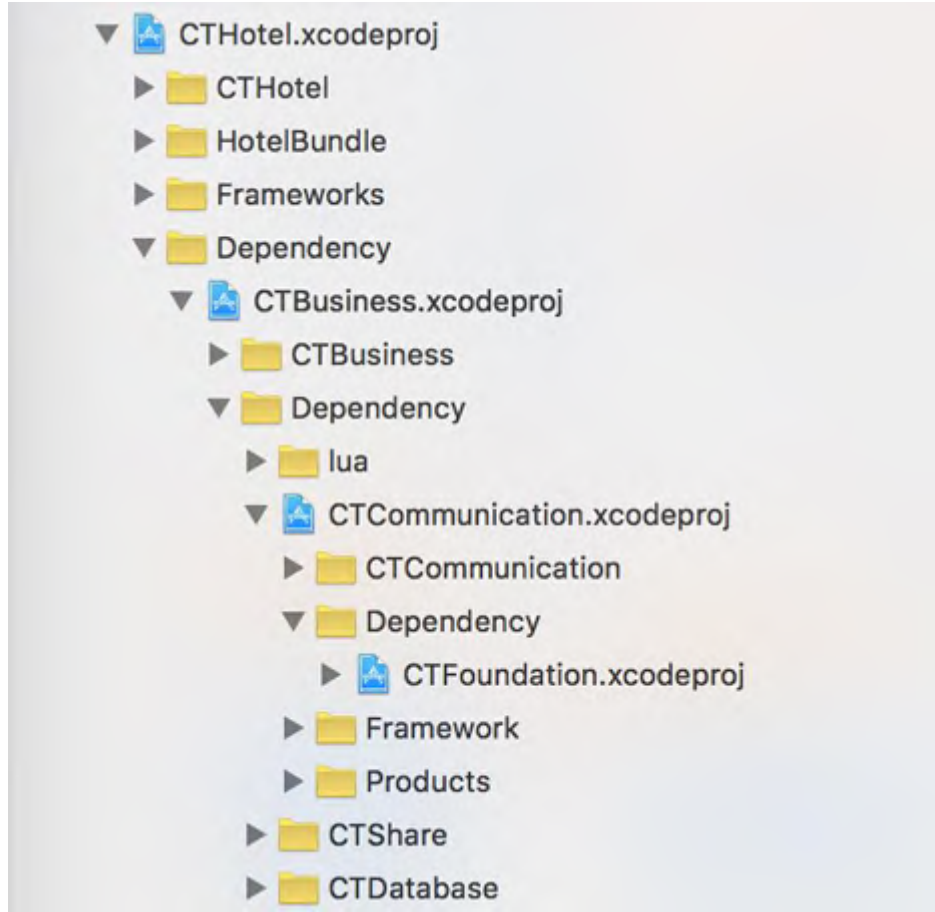 CTHotel.xcodeproj
CTHotel
HotelBundle
Frameworks
Dependency
CTBusiness.xcodeproj
CTBusiness
Dependency
lua
CTCommunication.xcodeproj
CTCommunication
Dependency
CTFoundation.xcodeproj
Framework
Products
CTShare
CTDatabase